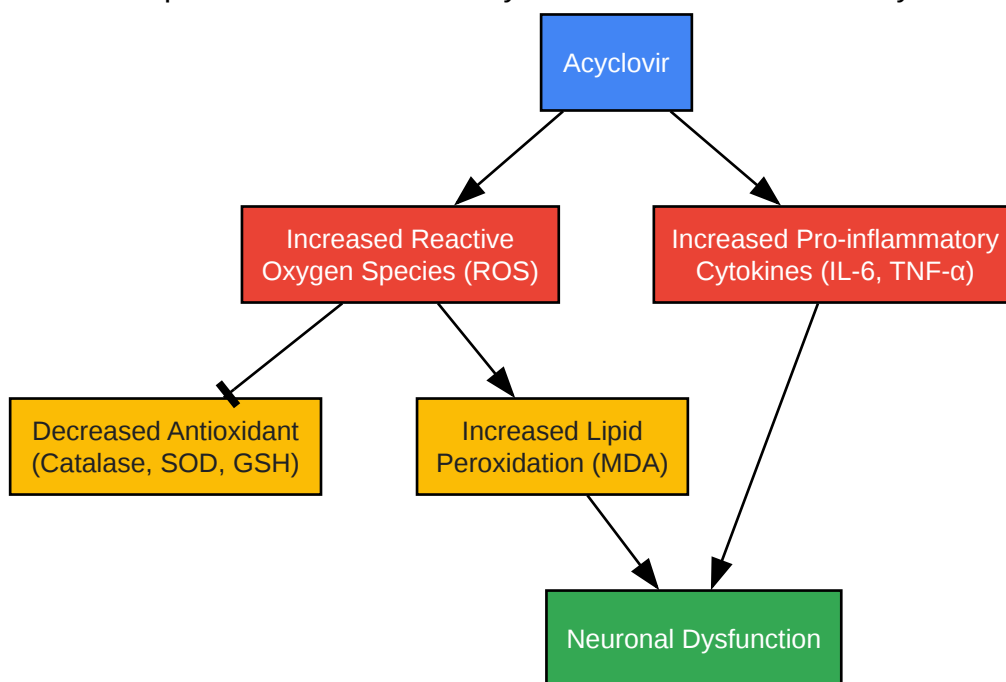 Acyclovir
Increased Reactive
Oxygen Species (ROS)
Increased Pro-inflammatory
Cytokines (IL-6, TNF-α)
Decreased Antioxidant
(Catalase, SOD, GSH)
Increased Lipid
Peroxidation (MDA)
Neuronal Dysfunction